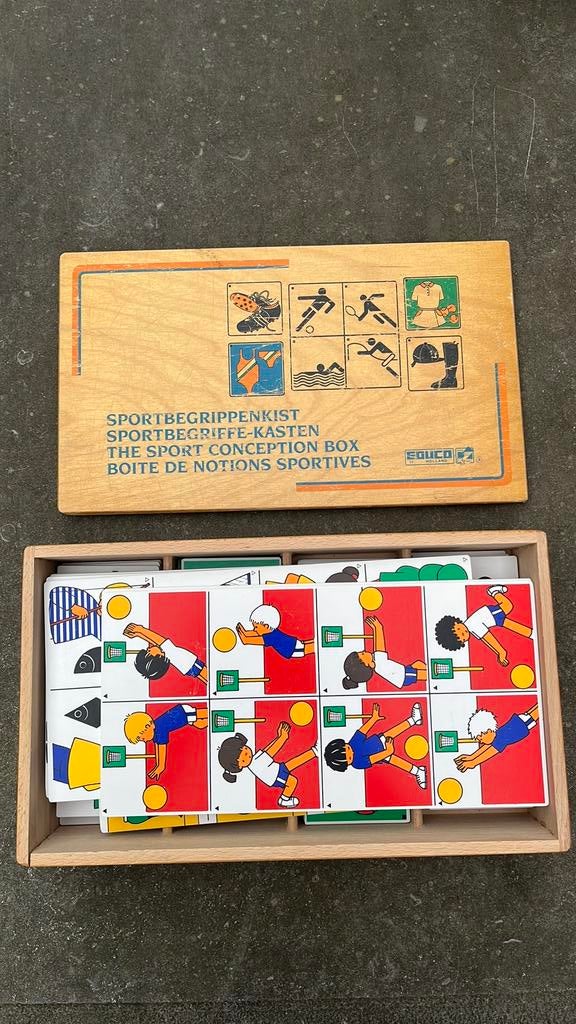 SPORTBEGRIPPENKIST
SPORTBEGRIFFE-KASTEN
THE SPORT CONCEPTION BOX
BOITE DE NOTIONS SPORTIVES
EDUCO
HOLLAND